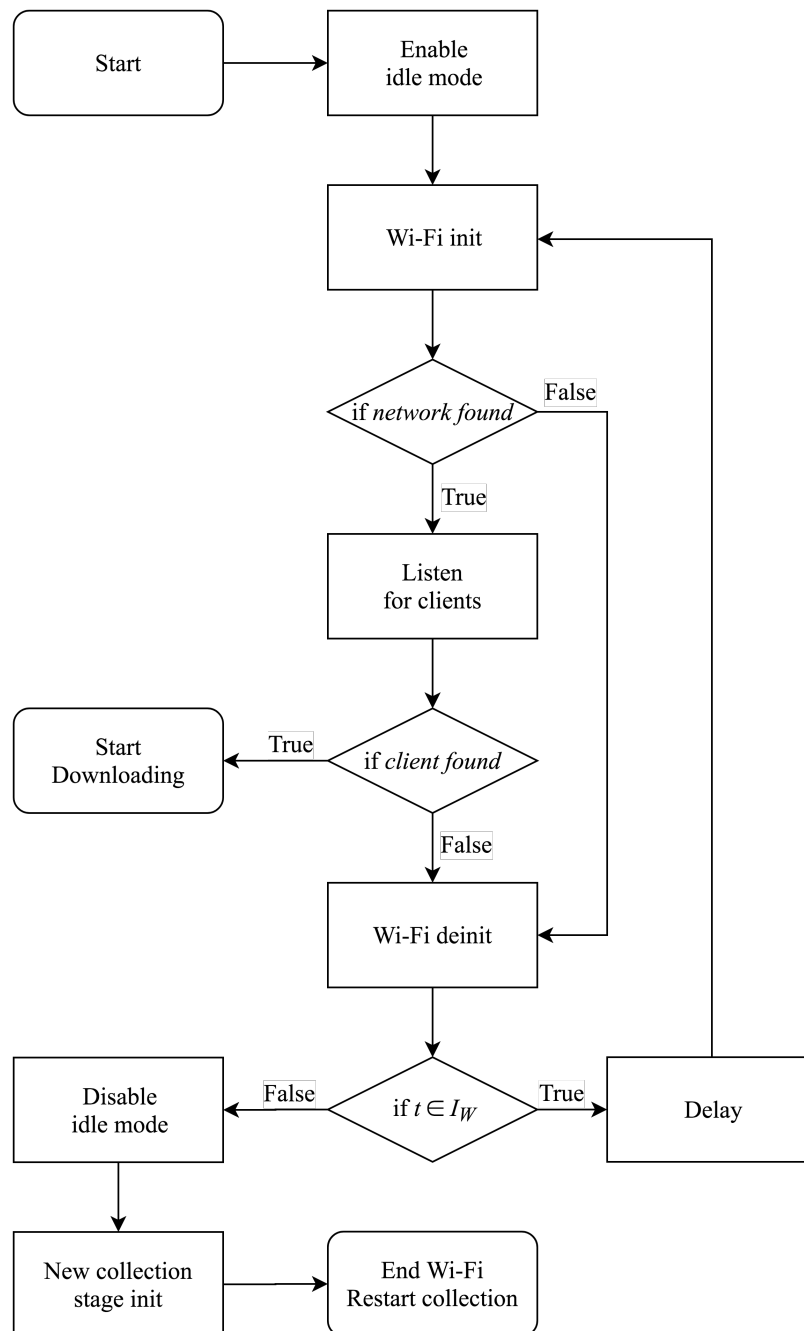 Start
Enable
idle mode
Wi-Fi init
if network found
False
True
Listen
for clients
Start
Downloading
True
if client found
False
Wi-Fi deinit
Disable
idle mode
False
if t ∈ I_W
True
Delay
New collection
stage init
End Wi-Fi
Restart collection